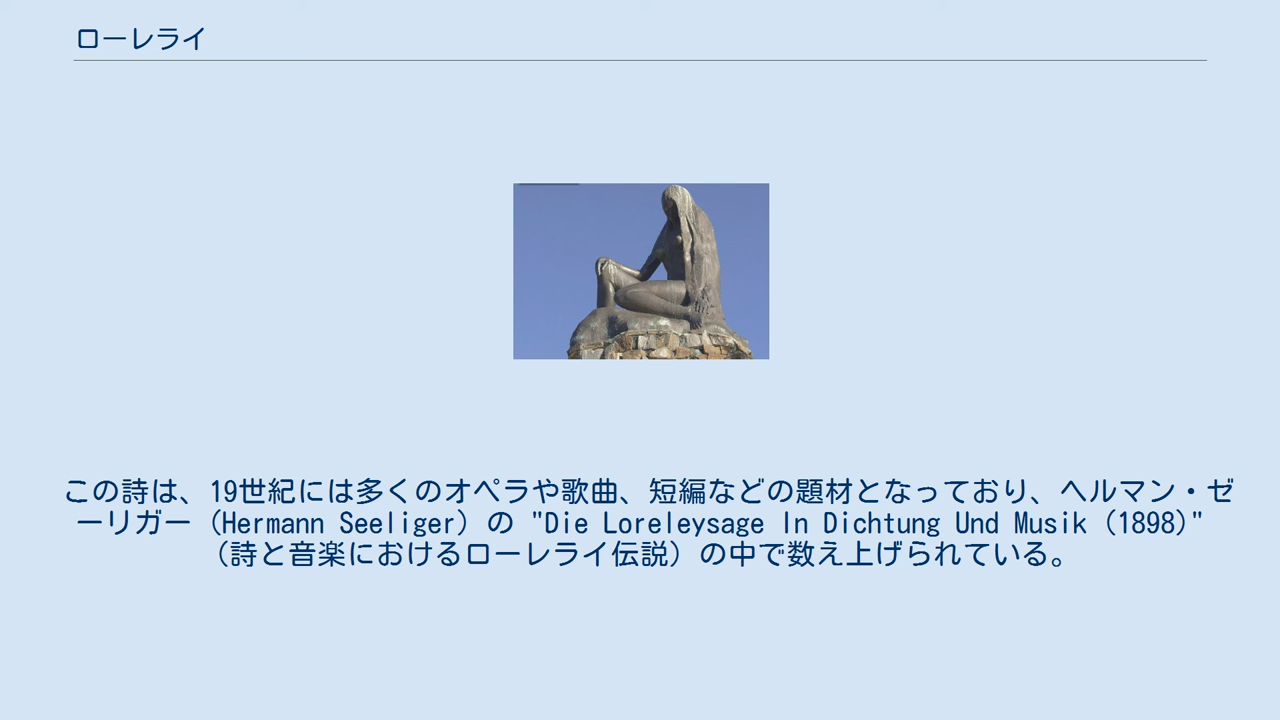 ローレライ
この詩は、19世紀には多くのオペラや歌曲、短編などの題材となっており、ヘルマン・ゼ
ーリガー (Hermann Seeliger) の "Die Loreleysage In Dichtung Und Musik (1898)"
（詩と音楽におけるローレライ伝説）の中で数え上げられている。